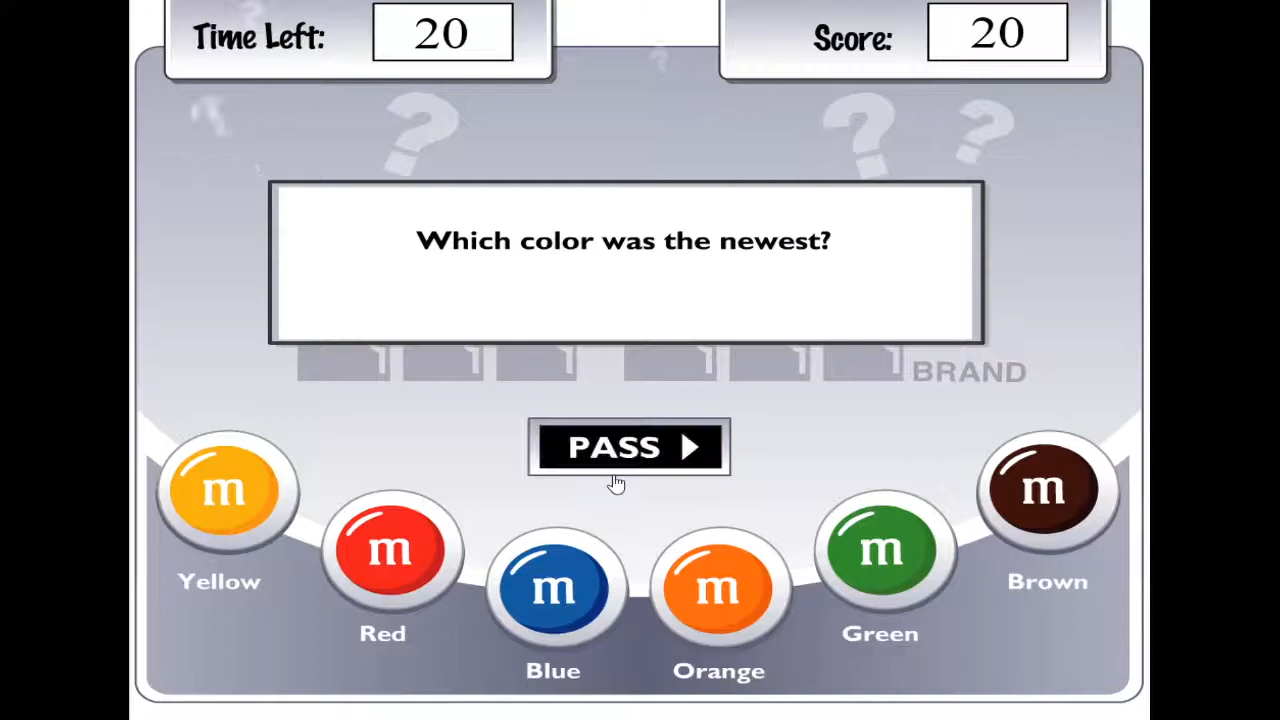 Time Left: 20
Score: 20
Which color was the newest?
BRAND
PASS
m
m
m
m
m
m
Yellow
Red
Blue
Orange
Green
Brown